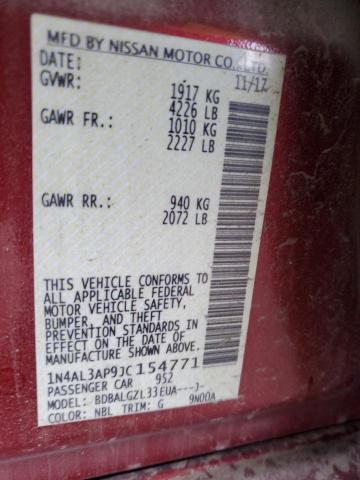 MFD BY NISSAN MOTOR CO.,LTD.
DATE: 11/17
GVWR: 1917 KG
4226 LB
GAWR FR.: 1010 KG
2227 LB
GAWR RR.: 940 KG
2072 LB
THIS VEHICLE CONFORMS TO
ALL APPLICABLE FEDERAL
MOTOR VEHICLE SAFETY,
BUMPER, AND THEFT
PREVENTION STANDARDS IN
EFFECT ON THE DATE OF
MANUFACTURE SHOWN ABOVE.
1N4AL3AP9JC154771
PASSENGER CAR 952
MODEL: BDBALGZL33EUA---J-
COLOR: NBL TRIM: G 9N00A